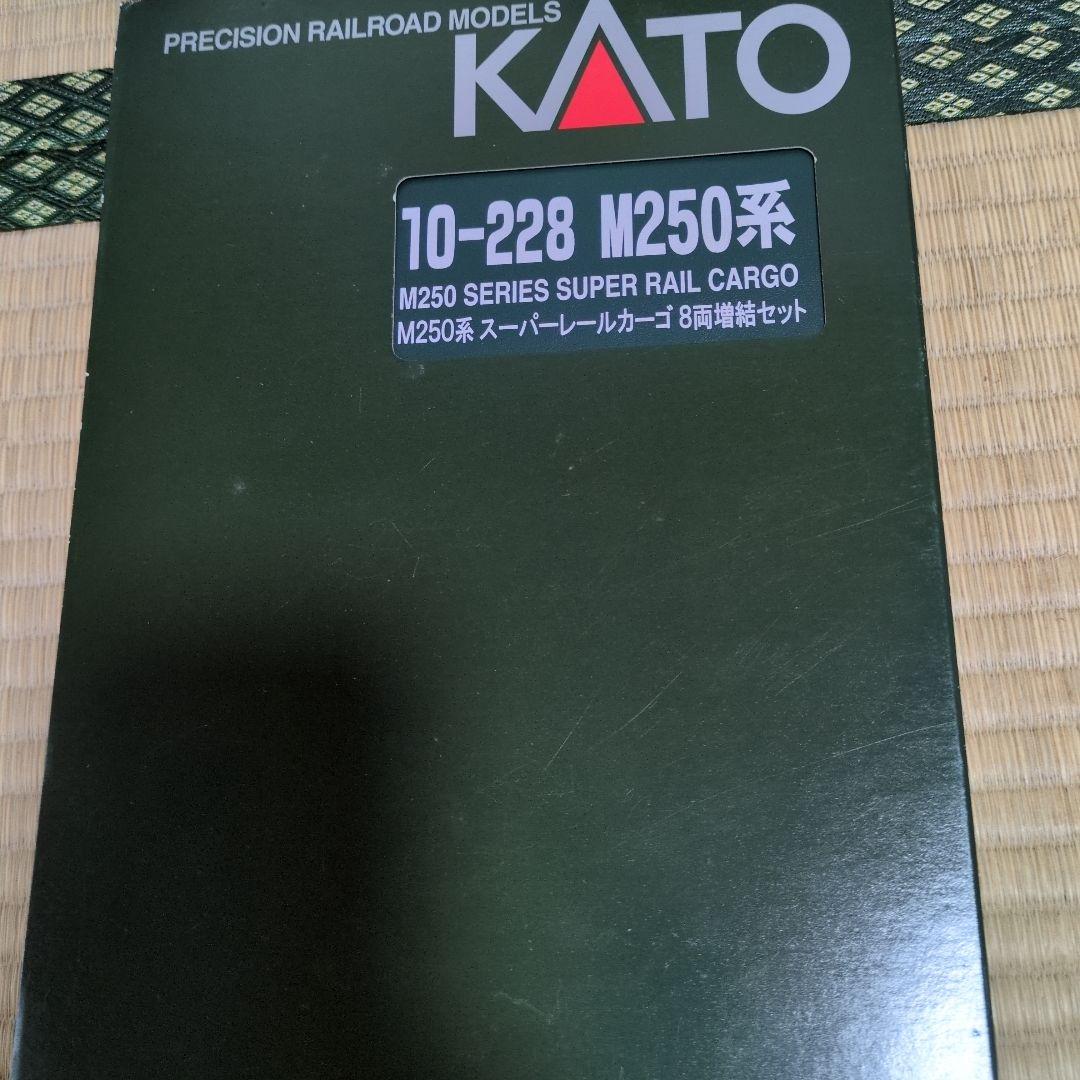 PRECISION RAILROAD MODELS
KATO
10-228 M250系
M250 SERIES SUPER RAIL CARGO
M250系 スーパーレールカーゴ 8両増結セット